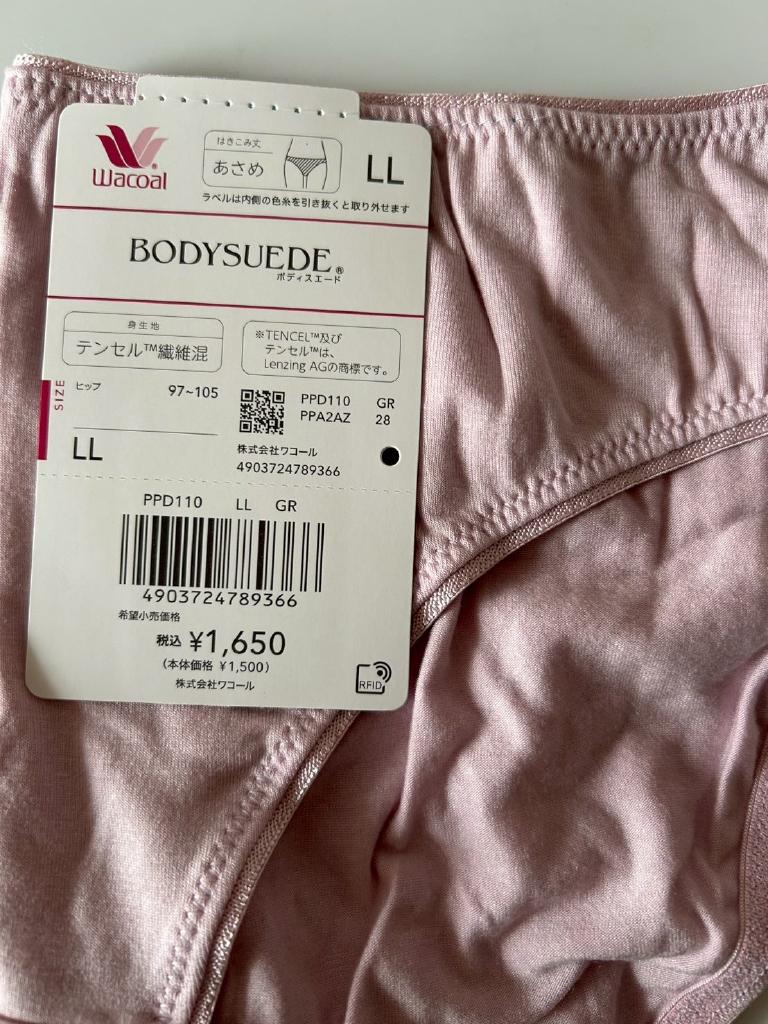 Wacoal®
はきこみ丈
あさめ
LL
ラベルは内側の色糸を引き抜くと取り外せます
BODYSUEDE®
ボディスエード
身生地
テンセル™繊維混
※TENCEL™及び
テンセル™は、
Lenzing AGの商標です。
SIZE
ヒップ 97~105
LL
PPD110 GR
PPA2AZ 28
株式会社ワコール
4903724789366
PPD110 LL GR
4903724789366
希望小売価格
税込 ¥1,650
(本体価格 ¥1,500)
株式会社ワコール
RFID